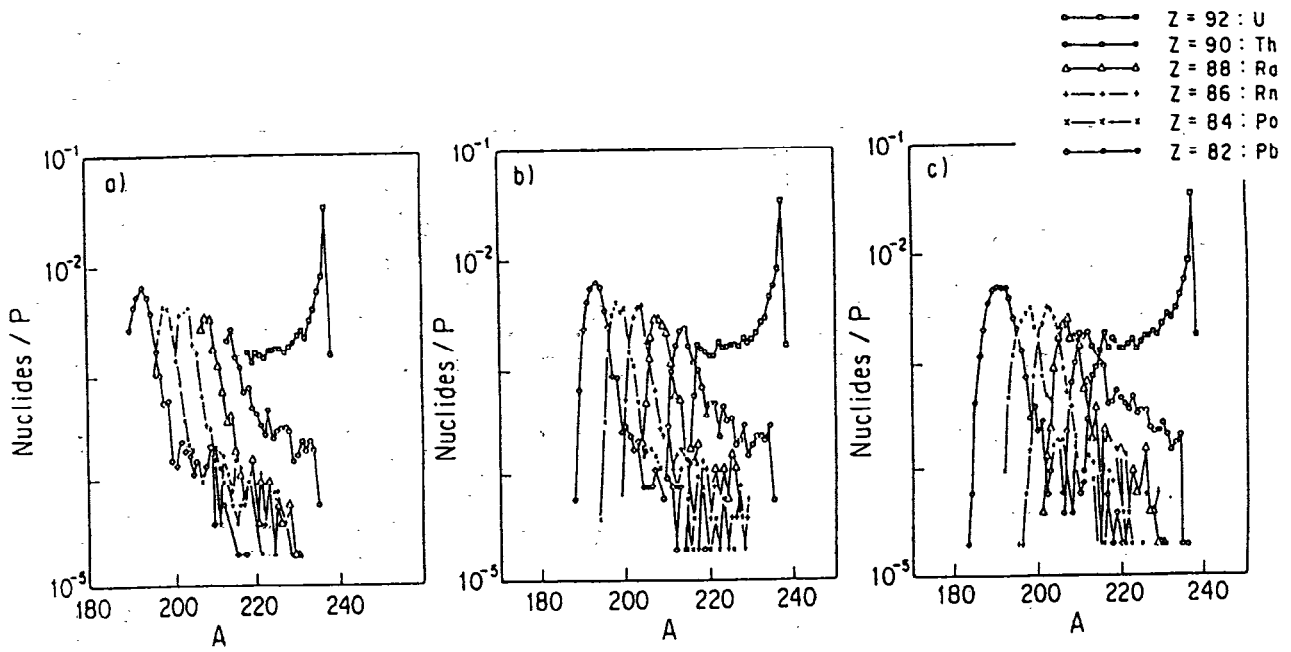 Z = 92 : U
Z = 90 : Th
Z = 88 : Ra
Z = 86 : Rn
Z = 84 : Po
Z = 82 : Pb
a)
10-1
10-2
10-5
180 200 220 240
Nuclides / P
A
b)
10-1
10-2
10-5
180 200 220 240
Nuclides / P
A
c)
10-1
10-2
10-5
180 200 220 240
Nuclides / P
A